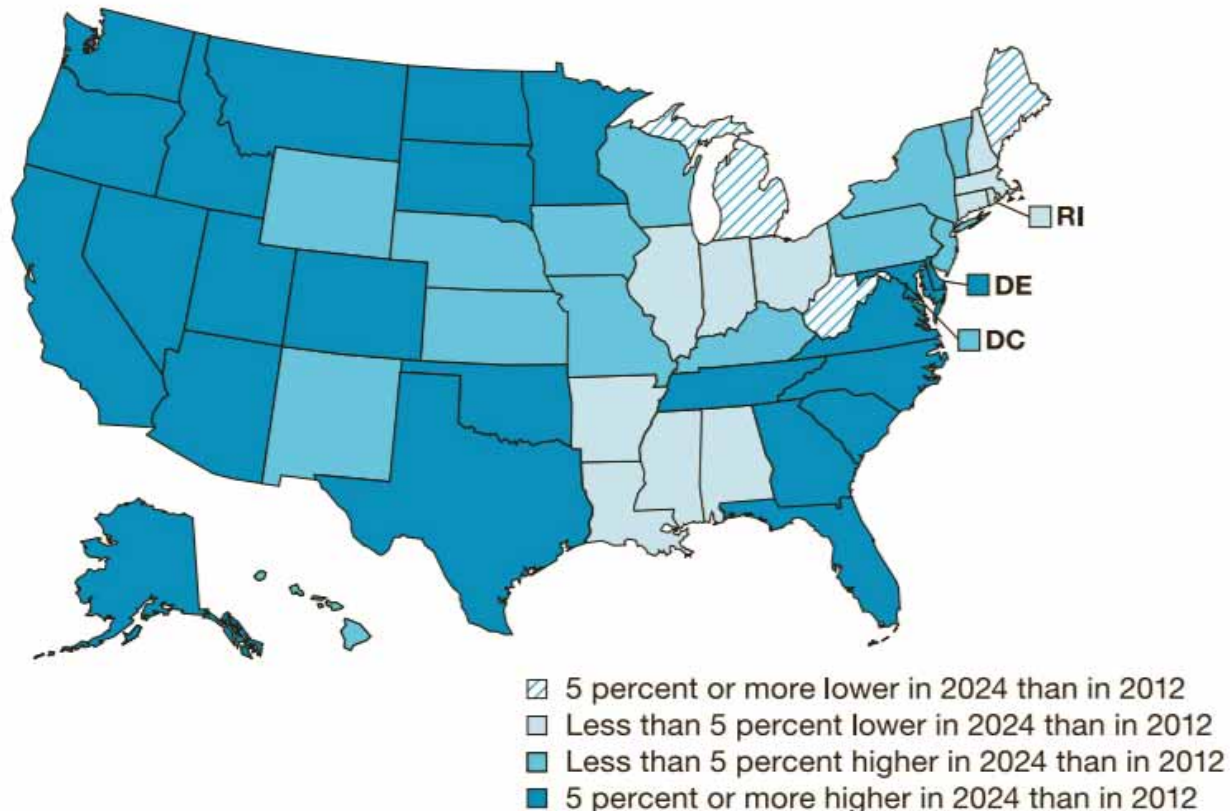 RI
DE
DC
5 percent or more lower in 2024 than in 2012
Less than 5 percent lower in 2024 than in 2012
Less than 5 percent higher in 2024 than in 2012
5 percent or more higher in 2024 than in 2012